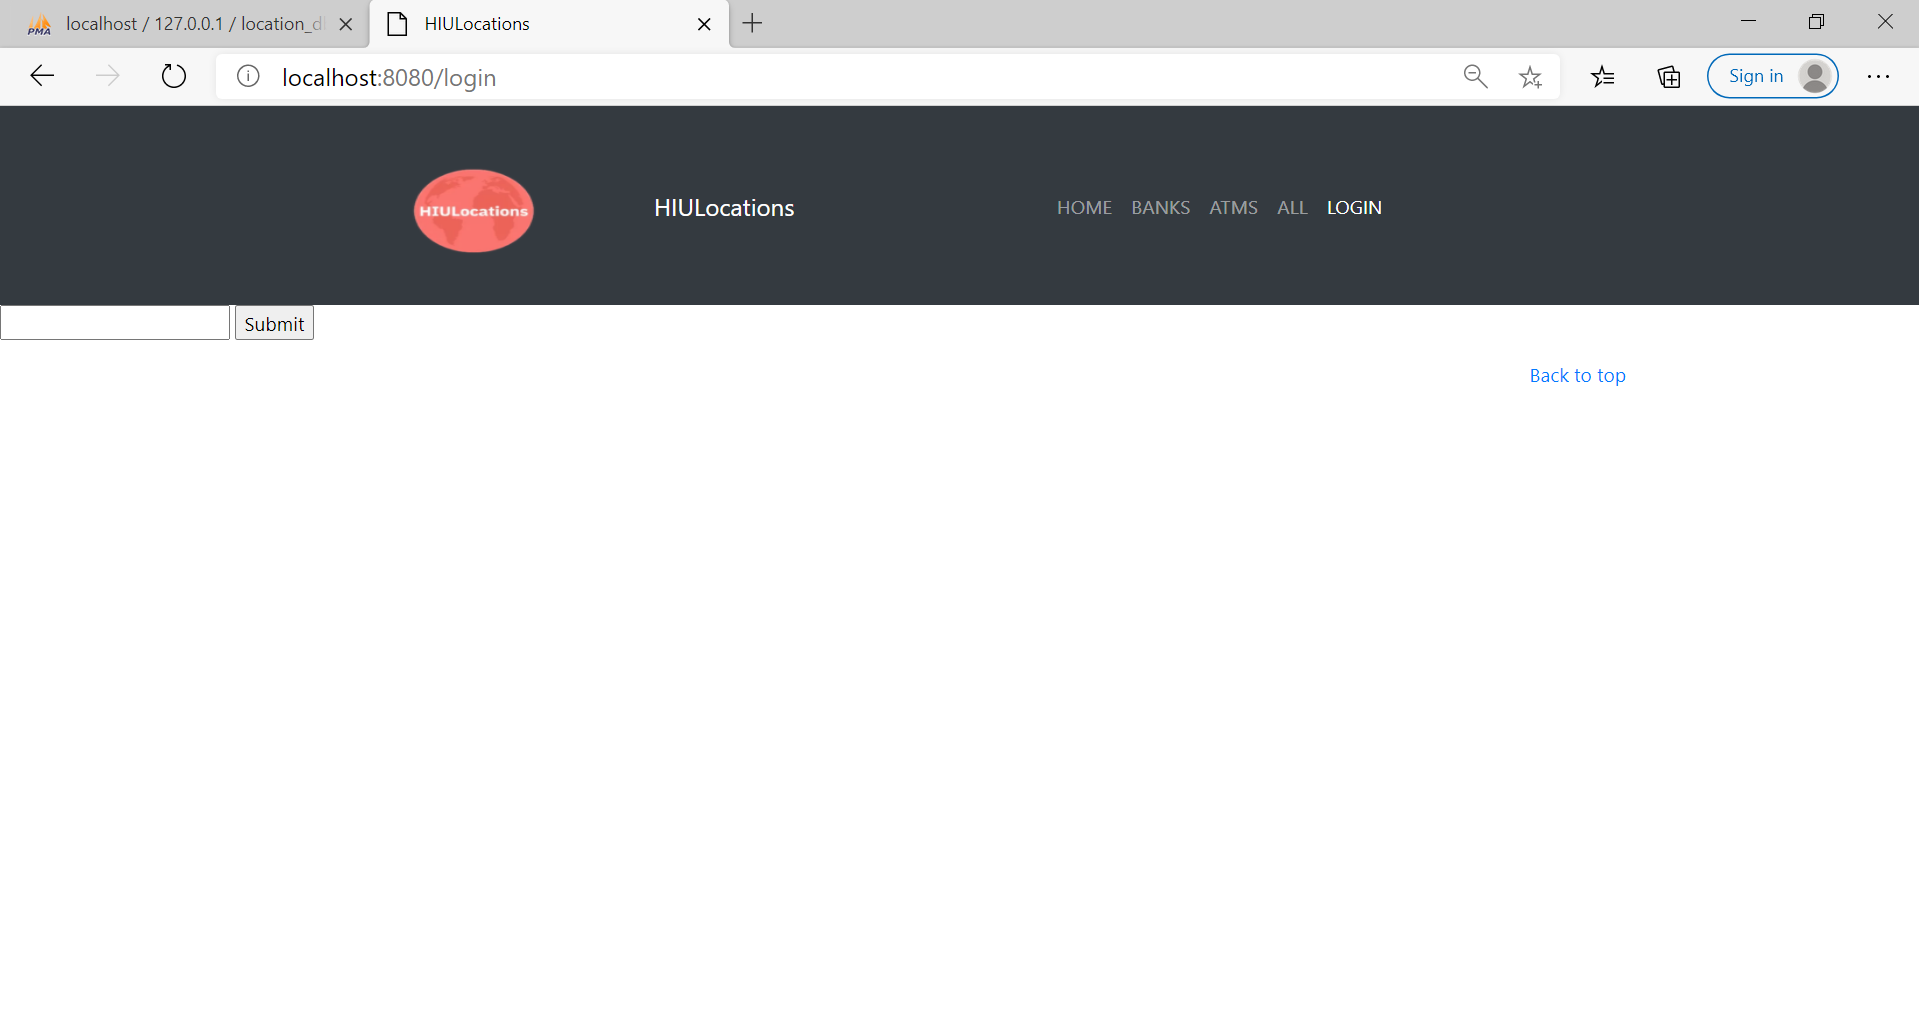 PMA localhost / 127.0.0.1 / location_d HIULocations
localhost:8080/login Sign in
HIULocations HIULocations HOME BANKS ATMS ALL LOGIN
Submit
Back to top